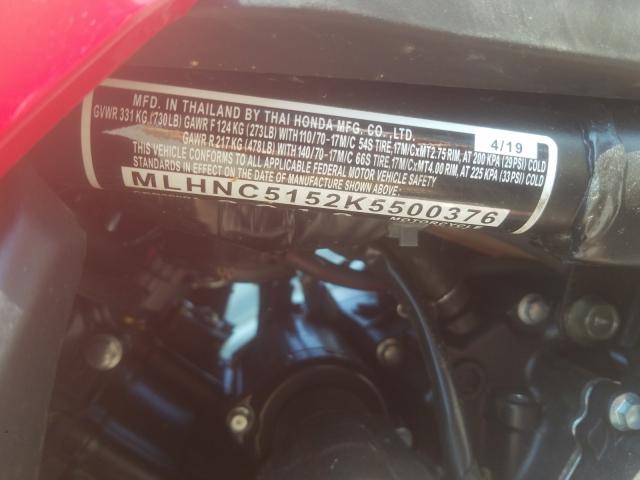 MFD. IN THAILAND BY THAI HONDA MFG. CO., LTD. 4/19
GVWR 331 KG (730LB) GAWR F 124 KG (273LB) WITH 110/70-17M/C 54S TIRE,17M/CxMT2.75 RIM, AT 200 KPA (29 PSI) COLD
GAWR R 217 KG (478LB) WITH 140/70-17M/C 66S TIRE,17M/CxMT4.00 RIM, AT 225 KPA (33 PSI) COLD
THIS VEHICLE CONFORMS TO ALL APPLICABLE FEDERAL MOTOR VEHICLE SAFETY
STANDARDS IN EFFECT ON THE DATE OF MANUFACTURE SHOWN ABOVE.
MLHNC5152K5500376
MOTORCYCLE